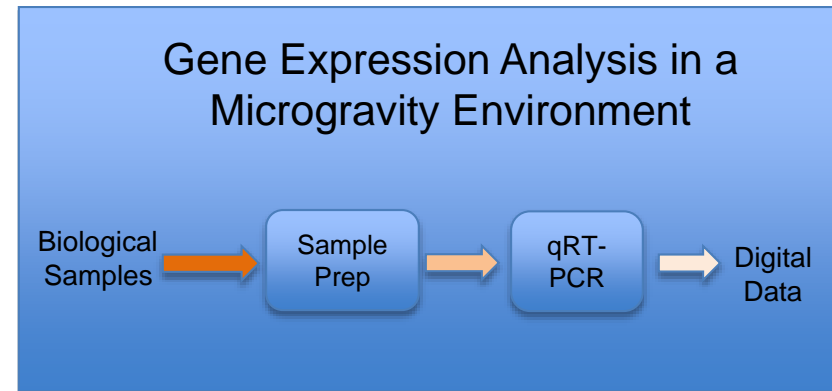 Gene Expression Analysis in a
Microgravity Environment
Biological
Samples
Sample
Prep
qRT-
PCR
Digital
Data